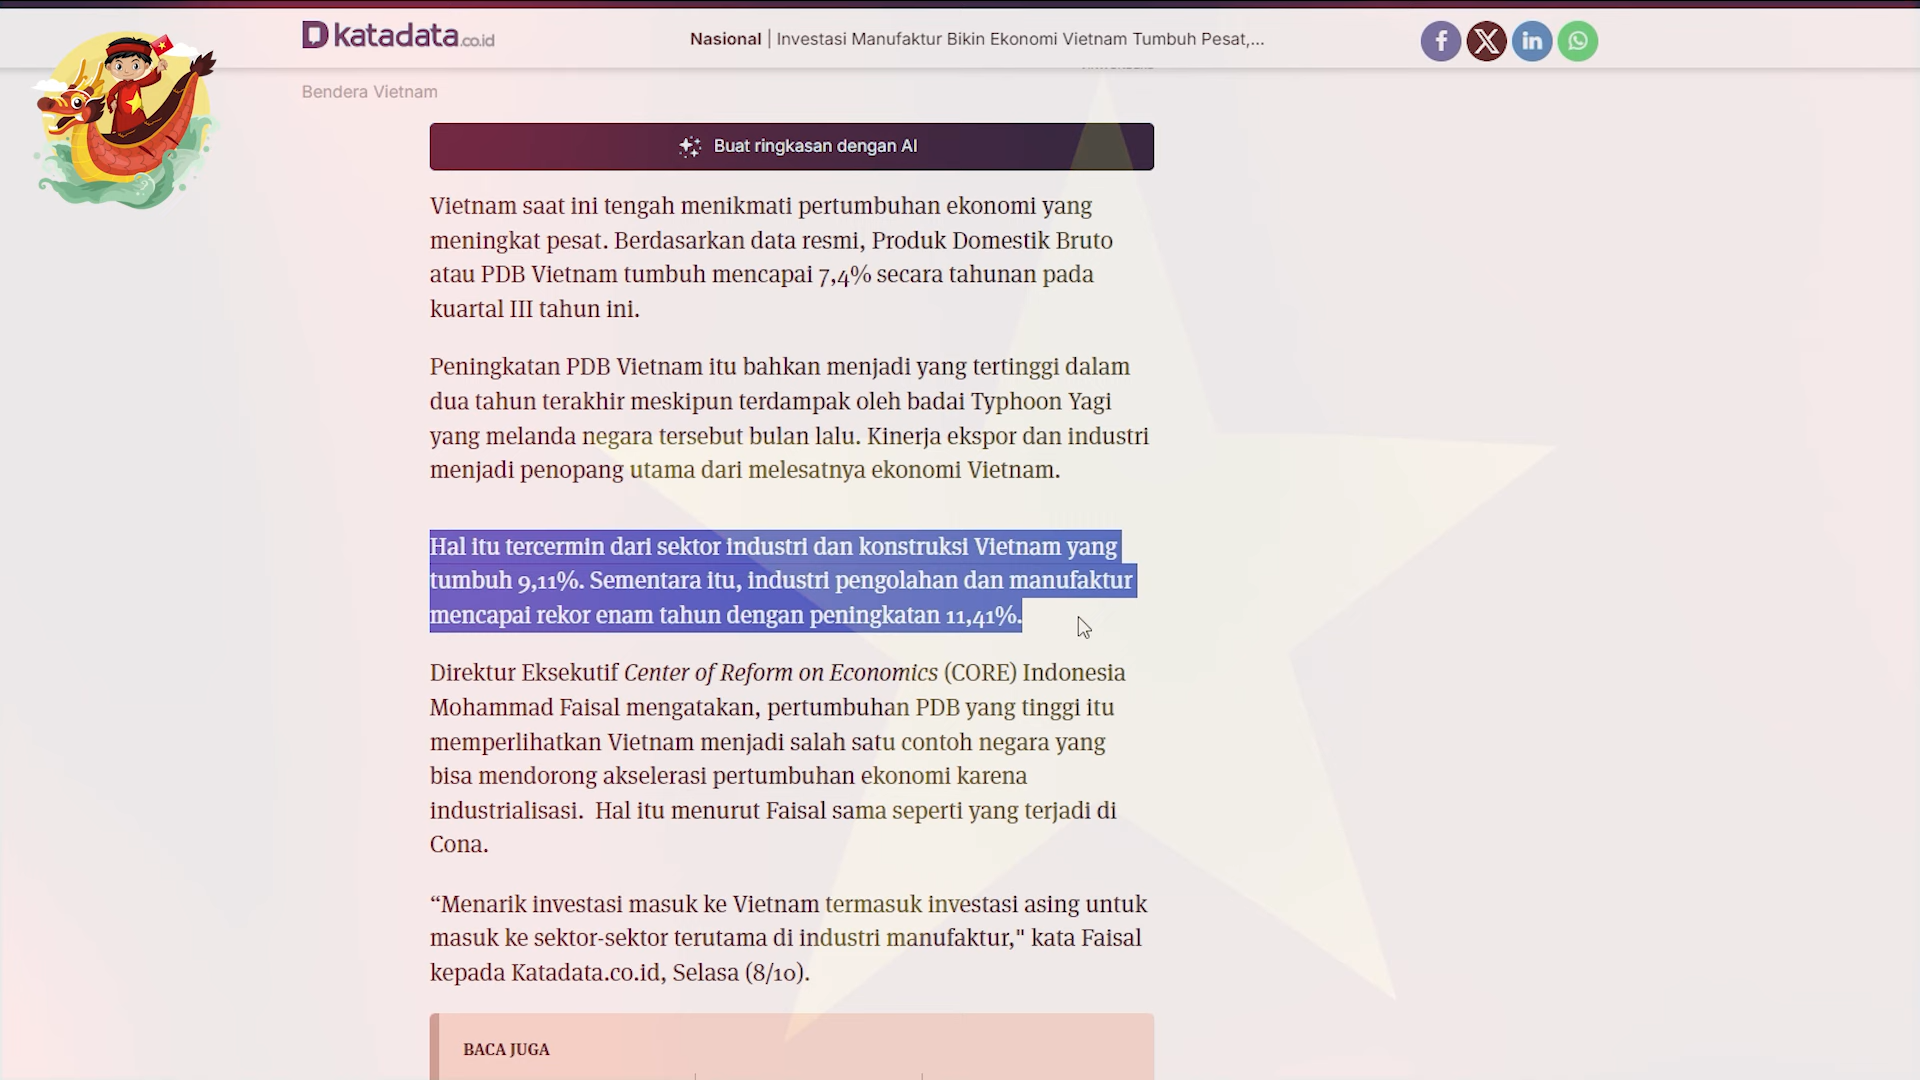 katadata.co.id
Nasional | Investasi Manufaktur Bikin Ekonomi Vietnam Tumbuh Pesat,...
Bendera Vietnam
Buat ringkasan dengan AI
Vietnam saat ini tengah menikmati pertumbuhan ekonomi yang
meningkat pesat. Berdasarkan data resmi, Produk Domestik Bruto
atau PDB Vietnam tumbuh mencapai 7,4% secara tahunan pada
kuartal III tahun ini.
Peningkatan PDB Vietnam itu bahkan menjadi yang tertinggi dalam
dua tahun terakhir meskipun terdampak oleh badai Typhoon Yagi
yang melanda negara tersebut bulan lalu. Kinerja ekspor dan industri
menjadi penopang utama dari melesatnya ekonomi Vietnam.
Hal itu tercermin dari sektor industri dan konstruksi Vietnam yang
tumbuh 9,11%. Sementara itu, industri pengolahan dan manufaktur
mencapai rekor enam tahun dengan peningkatan 11,41%.
Direktur Eksekutif Center of Reform on Economics (CORE) Indonesia
Mohammad Faisal mengatakan, pertumbuhan PDB yang tinggi itu
memperlihatkan Vietnam menjadi salah satu contoh negara yang
bisa mendorong akselerasi pertumbuhan ekonomi karena
industrialisasi. Hal itu menurut Faisal sama seperti yang terjadi di
Cona.
“Menarik investasi masuk ke Vietnam termasuk investasi asing untuk
masuk ke sektor-sektor terutama di industri manufaktur," kata Faisal
kepada Katadata.co.id, Selasa (8/10).
BACA JUGA